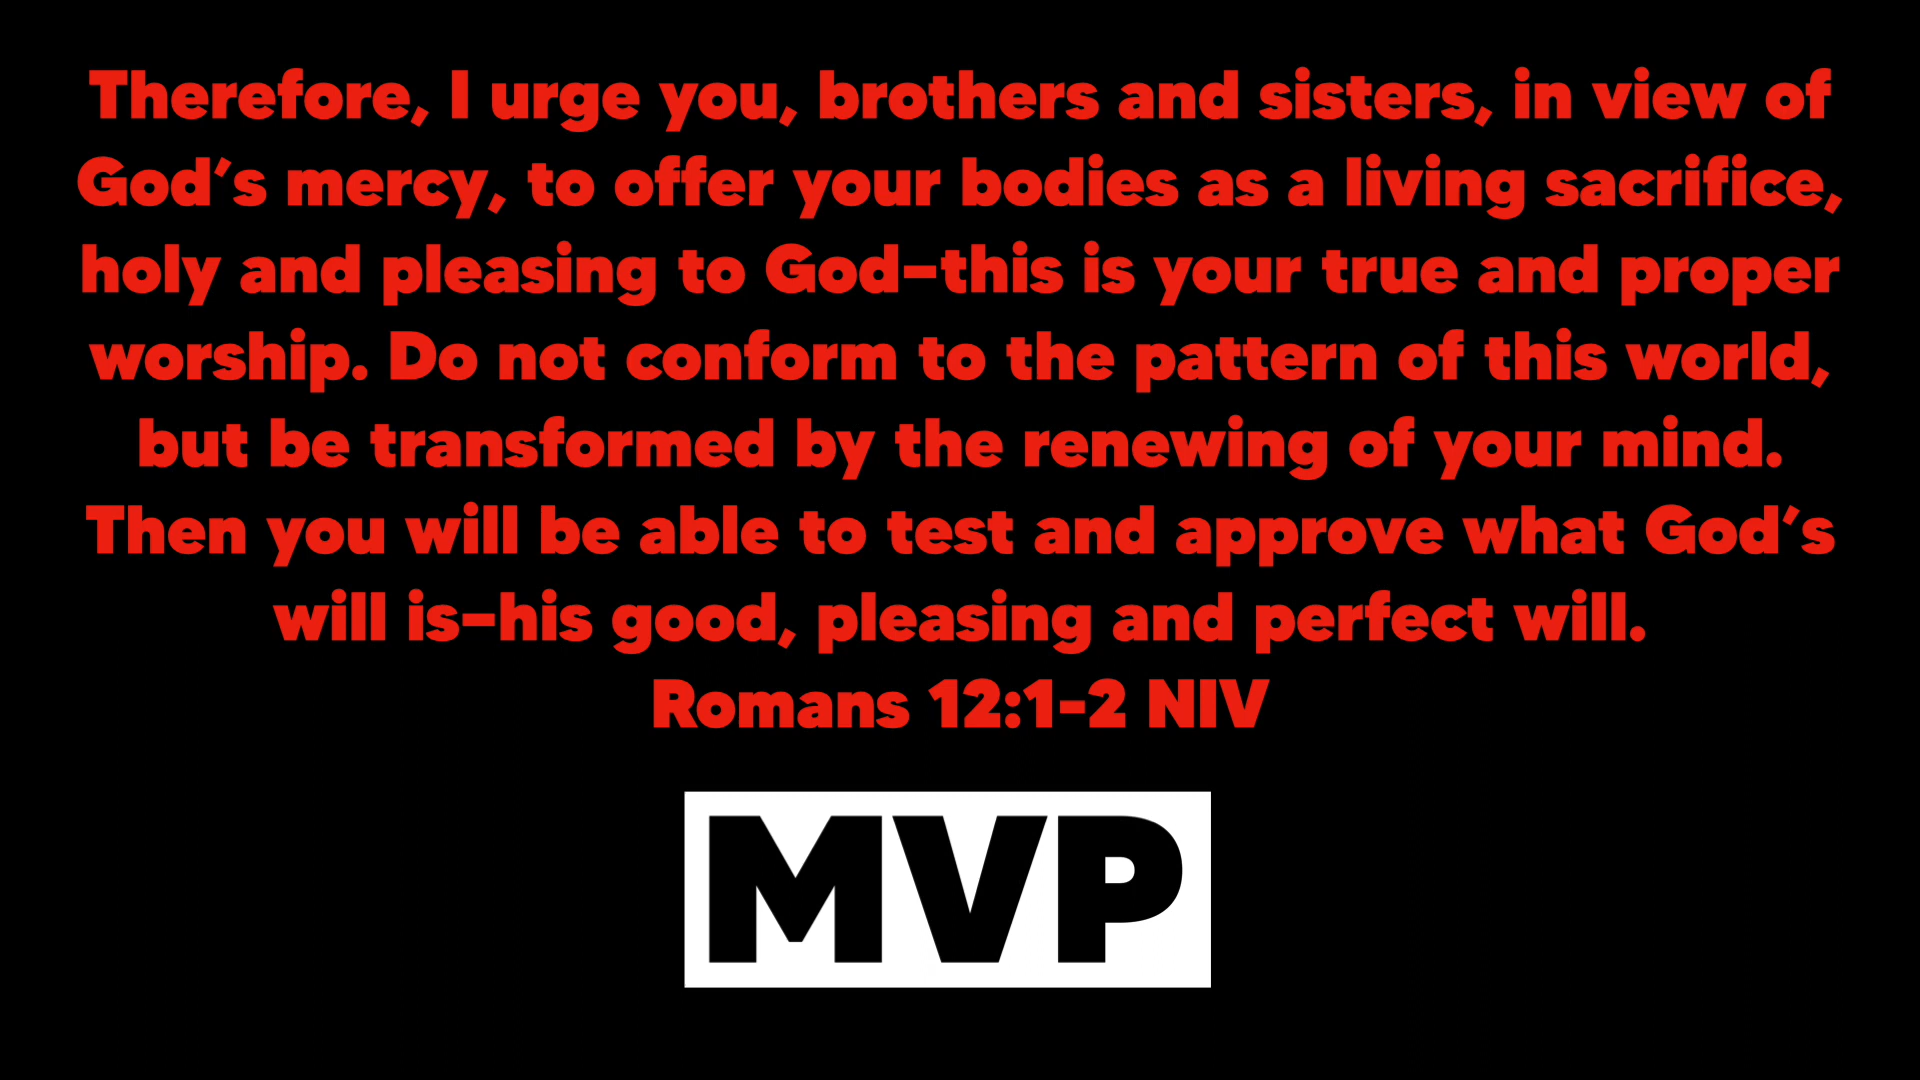 Therefore, I urge you, brothers and sisters, in view of
God’s mercy, to offer your bodies as a living sacrifice,
holy and pleasing to God–this is your true and proper
worship. Do not conform to the pattern of this world,
but be transformed by the renewing of your mind.
Then you will be able to test and approve what God’s
will is–his good, pleasing and perfect will.
Romans 12:1-2 NIV
MVP